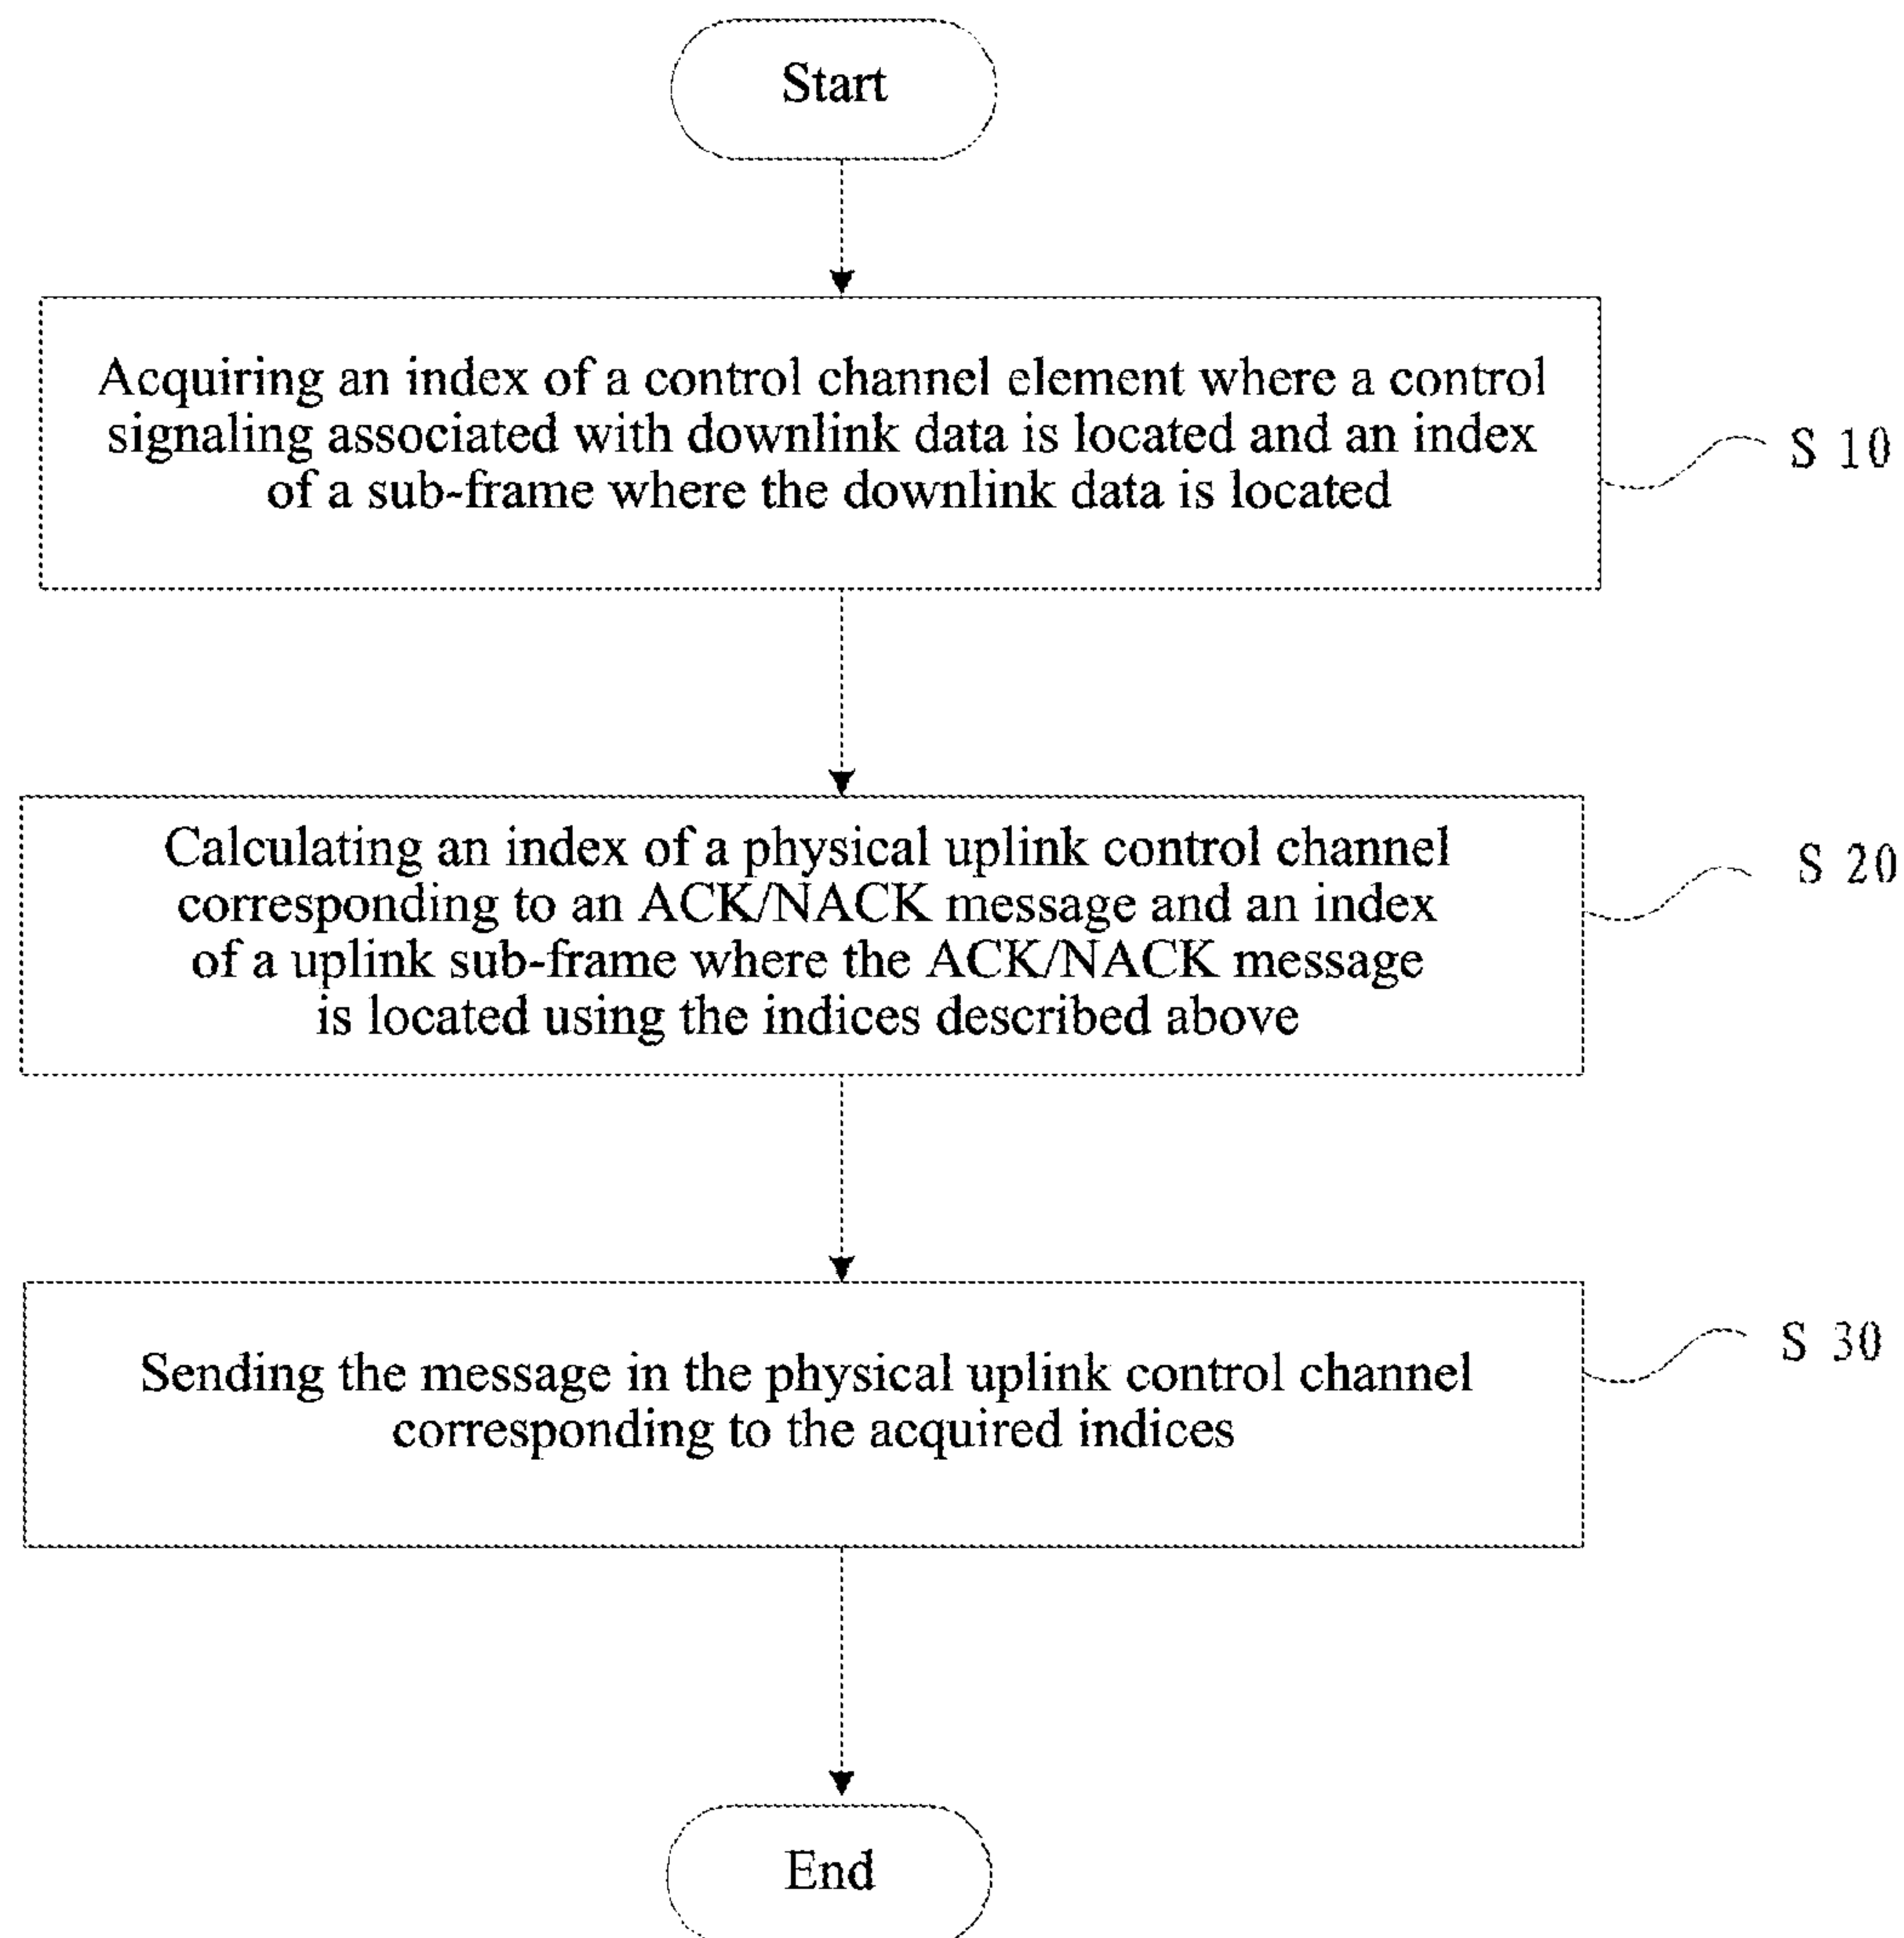 Start
Acquiring an index of a control channel element where a control
signaling associated with downlink data is located and an index
of a sub-frame where the downlink data is located
S 10
Calculating an index of a physical uplink control channel
corresponding to an ACK/NACK message and an index
of a uplink sub-frame where the ACK/NACK message
is located using the indices described above
S 20
Sending the message in the physical uplink control channel
corresponding to the acquired indices
S 30
End